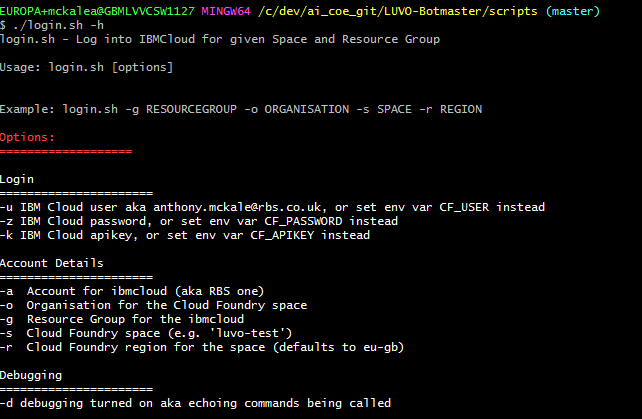 EUROPA+mckalea@GBMLVVCSW1127 MINGW64 /c/dev/ai_coe_git/LUVO-Botmaster/scripts (master)
$ ./login.sh -h
login.sh - Log into IBMCloud for given Space and Resource Group
Usage: login.sh [options]
Example: login.sh -g RESOURCEGROUP -o ORGANISATION -s SPACE -r REGION
Options:
===================
Login
======================
-u IBM Cloud user aka anthony.mckale@rbs.co.uk, or set env var CF_USER instead
-z IBM Cloud password, or set env var CF_PASSWORD instead
-k IBM Cloud apikey, or set env var CF_APIKEY instead
Account Details
======================
-a  Account for ibmcloud (aka RBS one)
-o  Organisation for the Cloud Foundry space
-g  Resource Group for the ibmcloud
-s  Cloud Foundry space (e.g. 'luvo-test')
-r  Cloud Foundry region for the space (defaults to eu-gb)
Debugging
======================
-d debugging turned on aka echoing commands being called